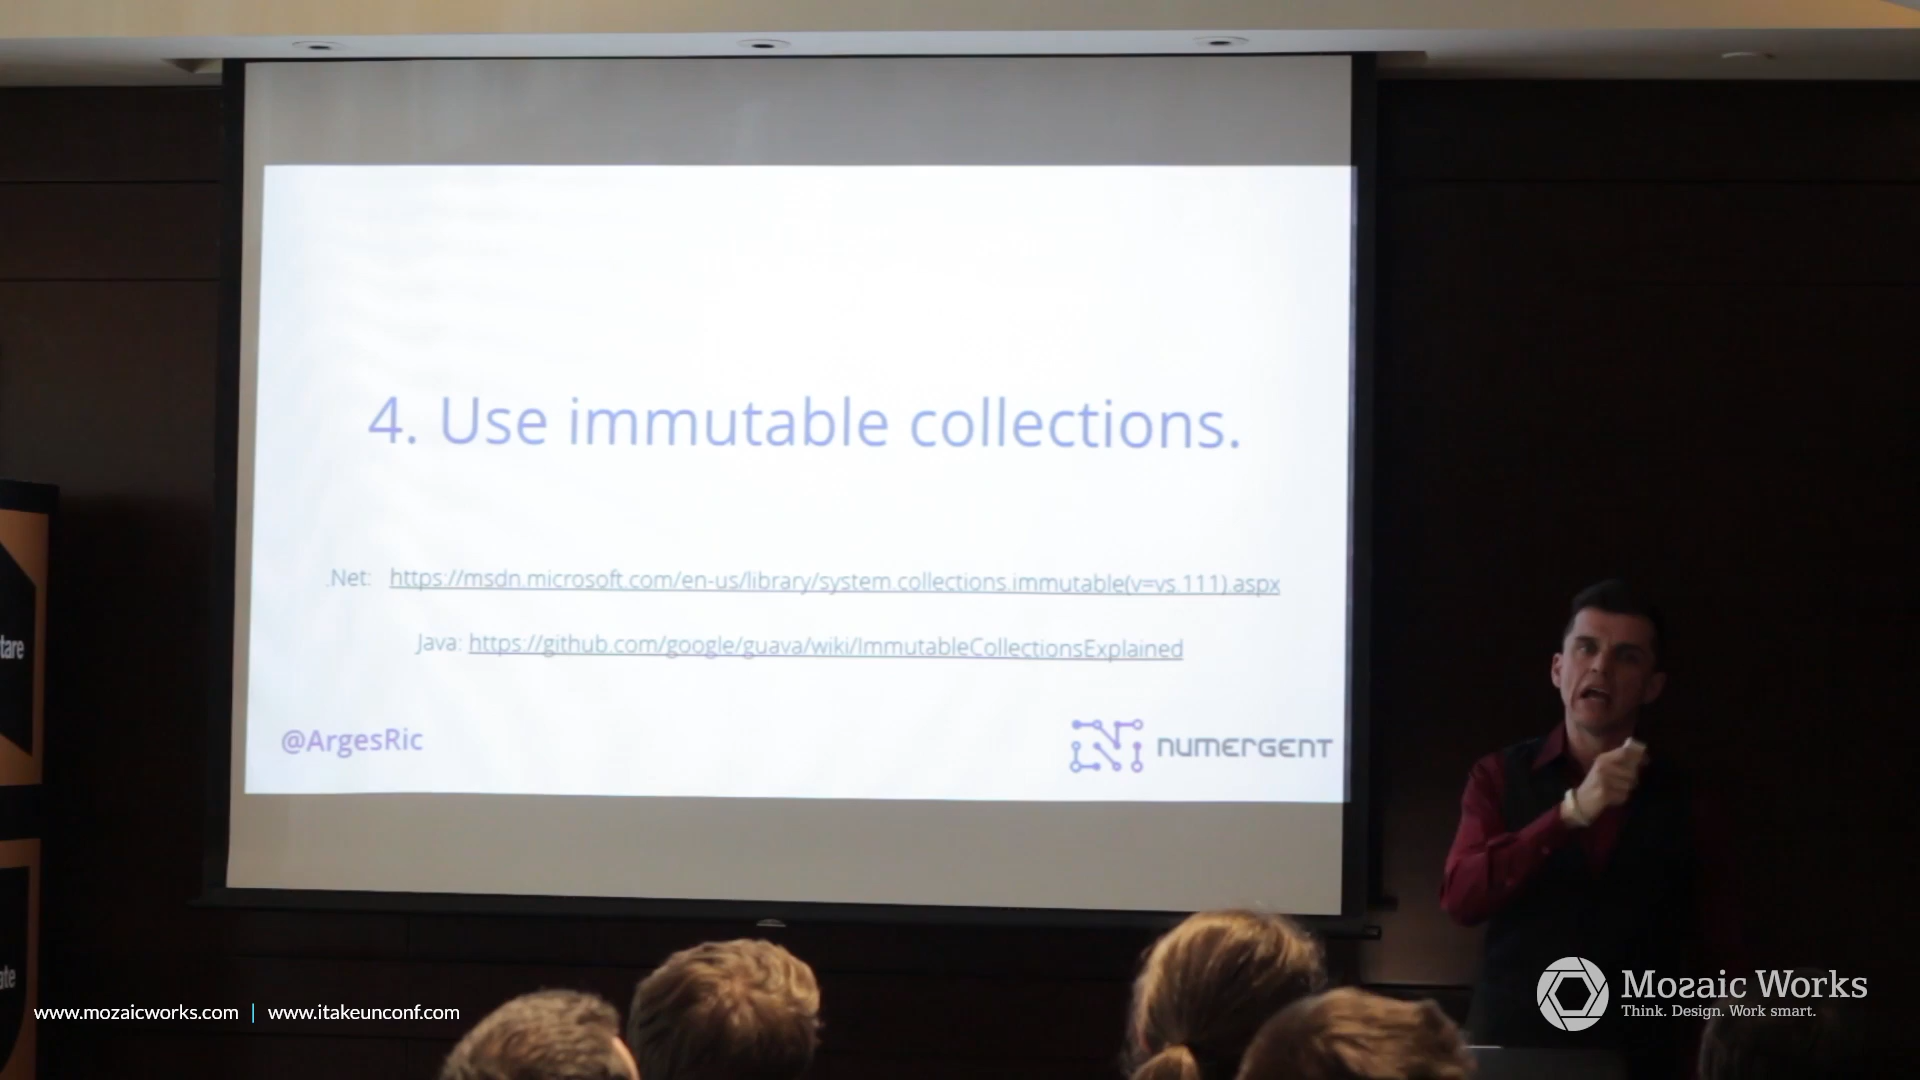 4. Use immutable collections.
.Net: https://msdn.microsoft.com/en-us/library/system.collections.immutable(v=vs.111).aspx
Java: https://github.com/google/guava/wiki/ImmutableCollectionsExplained
@ArgesRic
NUMERGENT
tare
ate
www.mozaicworks.com | www.itakeunconf.com
Mozaic Works
Think. Design. Work smart.